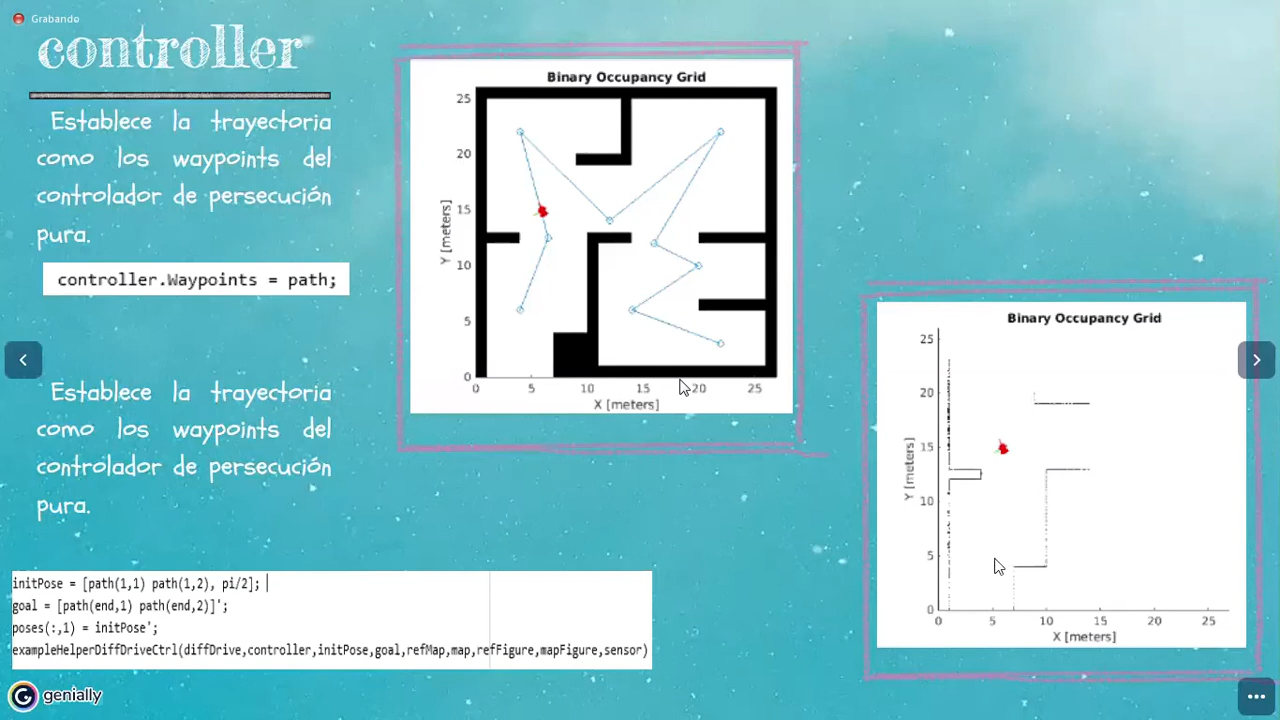 Grabando
controller
Establece la trayectoria
como los waypoints del
controlador de persecución
pura.
controller.Waypoints = path;
Establece la trayectoria
como los waypoints del
controlador de persecución
pura.
initPose = [path(1,1) path(1,2), pi/2];
goal = [path(end,1) path(end,2)]';
poses(:,1) = initPose';
exampleHelperDiffDriveCtrl(diffDrive,controller,initPose,goal,refMap,map,refFigure,mapFigure,sensor)
Binary Occupancy Grid
25
20
15
10
5
0
Y [meters]
0 5 10 15 20 25
X [meters]
Binary Occupancy Grid
25
20
15
10
5
0
Y [meters]
0 5 10 15 20 25
X [meters]
genially